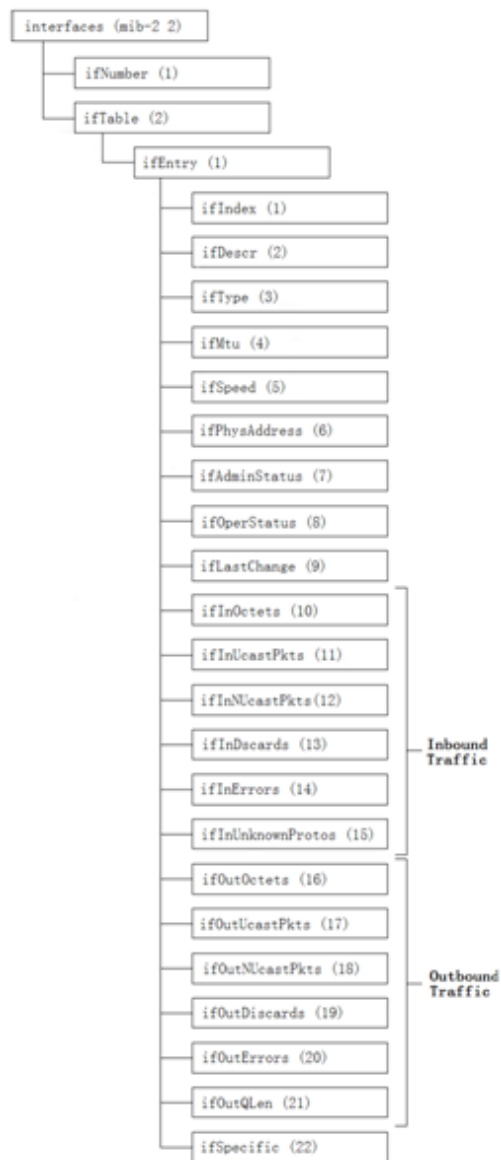 interfaces (mib-2 2)
ifNumber (1)
ifTable (2)
ifEntry (1)
ifIndex (1)
ifDescr (2)
ifType (3)
ifMtu (4)
ifSpeed (5)
ifPhysAddress (6)
ifAdminStatus (7)
ifOperStatus (8)
ifLastChange (9)
ifInOctets (10)
ifInUcastPkts (11)
ifInNUcastPkts(12)
ifInDscards (13)
ifInErrors (14)
ifInUnknownProtos (15)
Inbound
Traffic
ifOutOctets (16)
ifOutUcastPkts (17)
ifOutNUcastPkts (18)
ifOutDiscards (19)
ifOutErrors (20)
ifOutQLen (21)
Outbound
Traffic
ifSpecific (22)